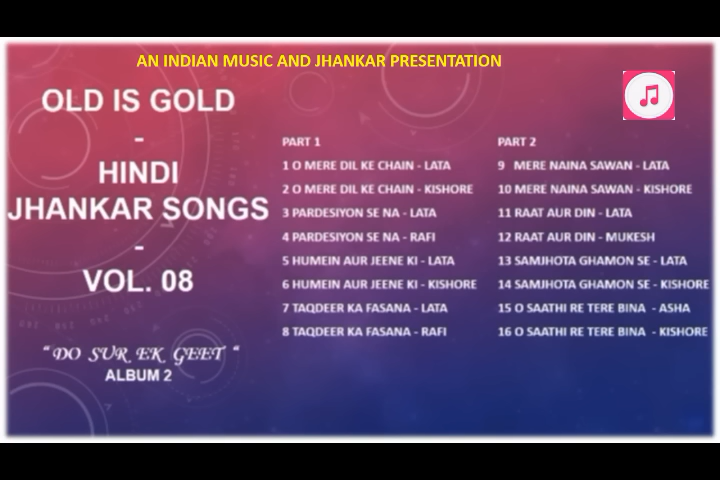 AN INDIAN MUSIC AND JHANKAR PRESENTATION
OLD IS GOLD
-
HINDI
JHANKAR SONGS
-
VOL. 08
“ DO SUR EK GEET “
ALBUM 2
PART 1
1 O MERE DIL KE CHAIN - LATA
2 O MERE DIL KE CHAIN - KISHORE
3 PARDESIYON SE NA - LATA
4 PARDESIYON SE NA - RAFI
5 HUMEIN AUR JEENE KI - LATA
6 HUMEIN AUR JEENE KI - KISHORE
7 TAQDEER KA FASANA - LATA
8 TAQDEER KA FASANA - RAFI
PART 2
9 MERE NAINA SAWAN - LATA
10 MERE NAINA SAWAN - KISHORE
11 RAAT AUR DIN - LATA
12 RAAT AUR DIN - MUKESH
13 SAMJHOTA GHAMON SE - LATA
14 SAMJHOTA GHAMON SE - KISHORE
15 O SAATHI RE TERE BINA - ASHA
16 O SAATHI RE TERE BINA - KISHORE